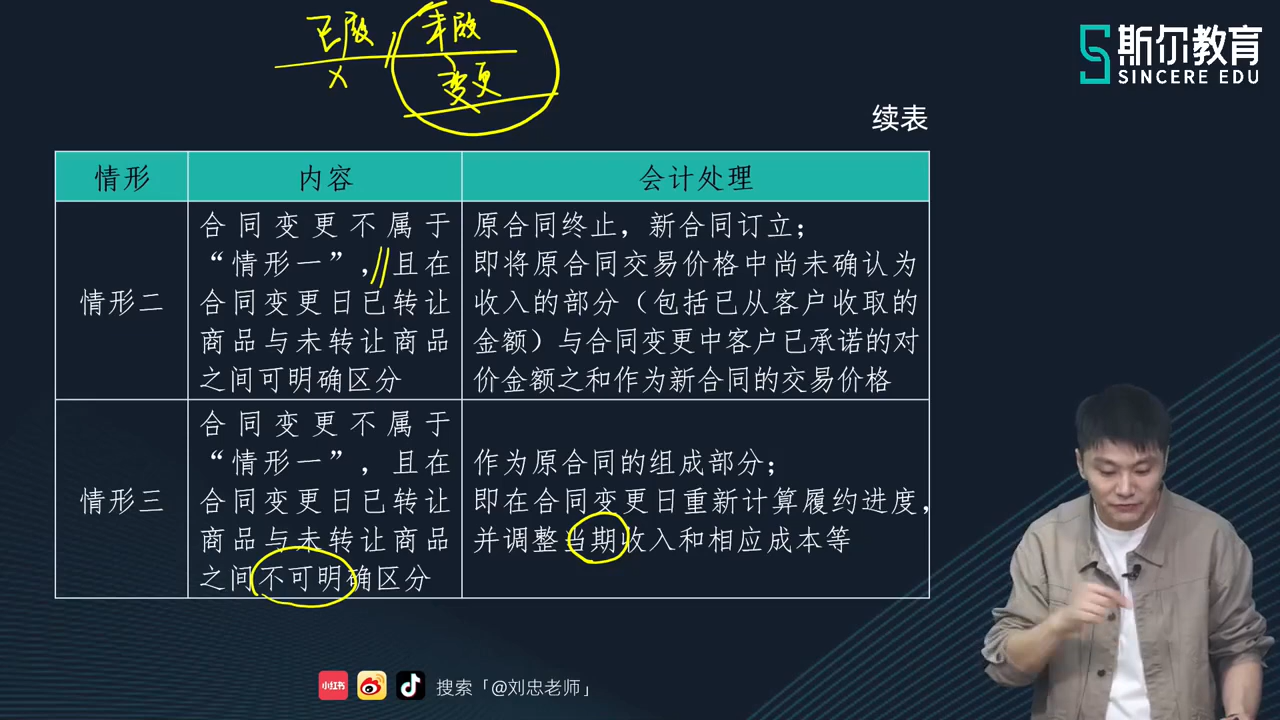 已履
未履
×
变更
斯尔教育
SINCERE EDU
续表
情形
内容
会计处理
情形二
合同变更不属于
“情形一”,且在
合同变更日已转让
商品与未转让商品
之间可明确区分
原合同终止，新合同订立；
即将原合同交易价格中尚未确认为
收入的部分（包括已从客户收取的
金额）与合同变更中客户已承诺的对
价金额之和作为新合同的交易价格
情形三
合同变更不属于
“情形一”，且在
合同变更日已转让
商品与未转让商品
之间不可明确区分
作为原合同的组成部分；
即在合同变更日重新计算履约进度，
并调整当期收入和相应成本等
小红书
搜索「@刘忠老师」